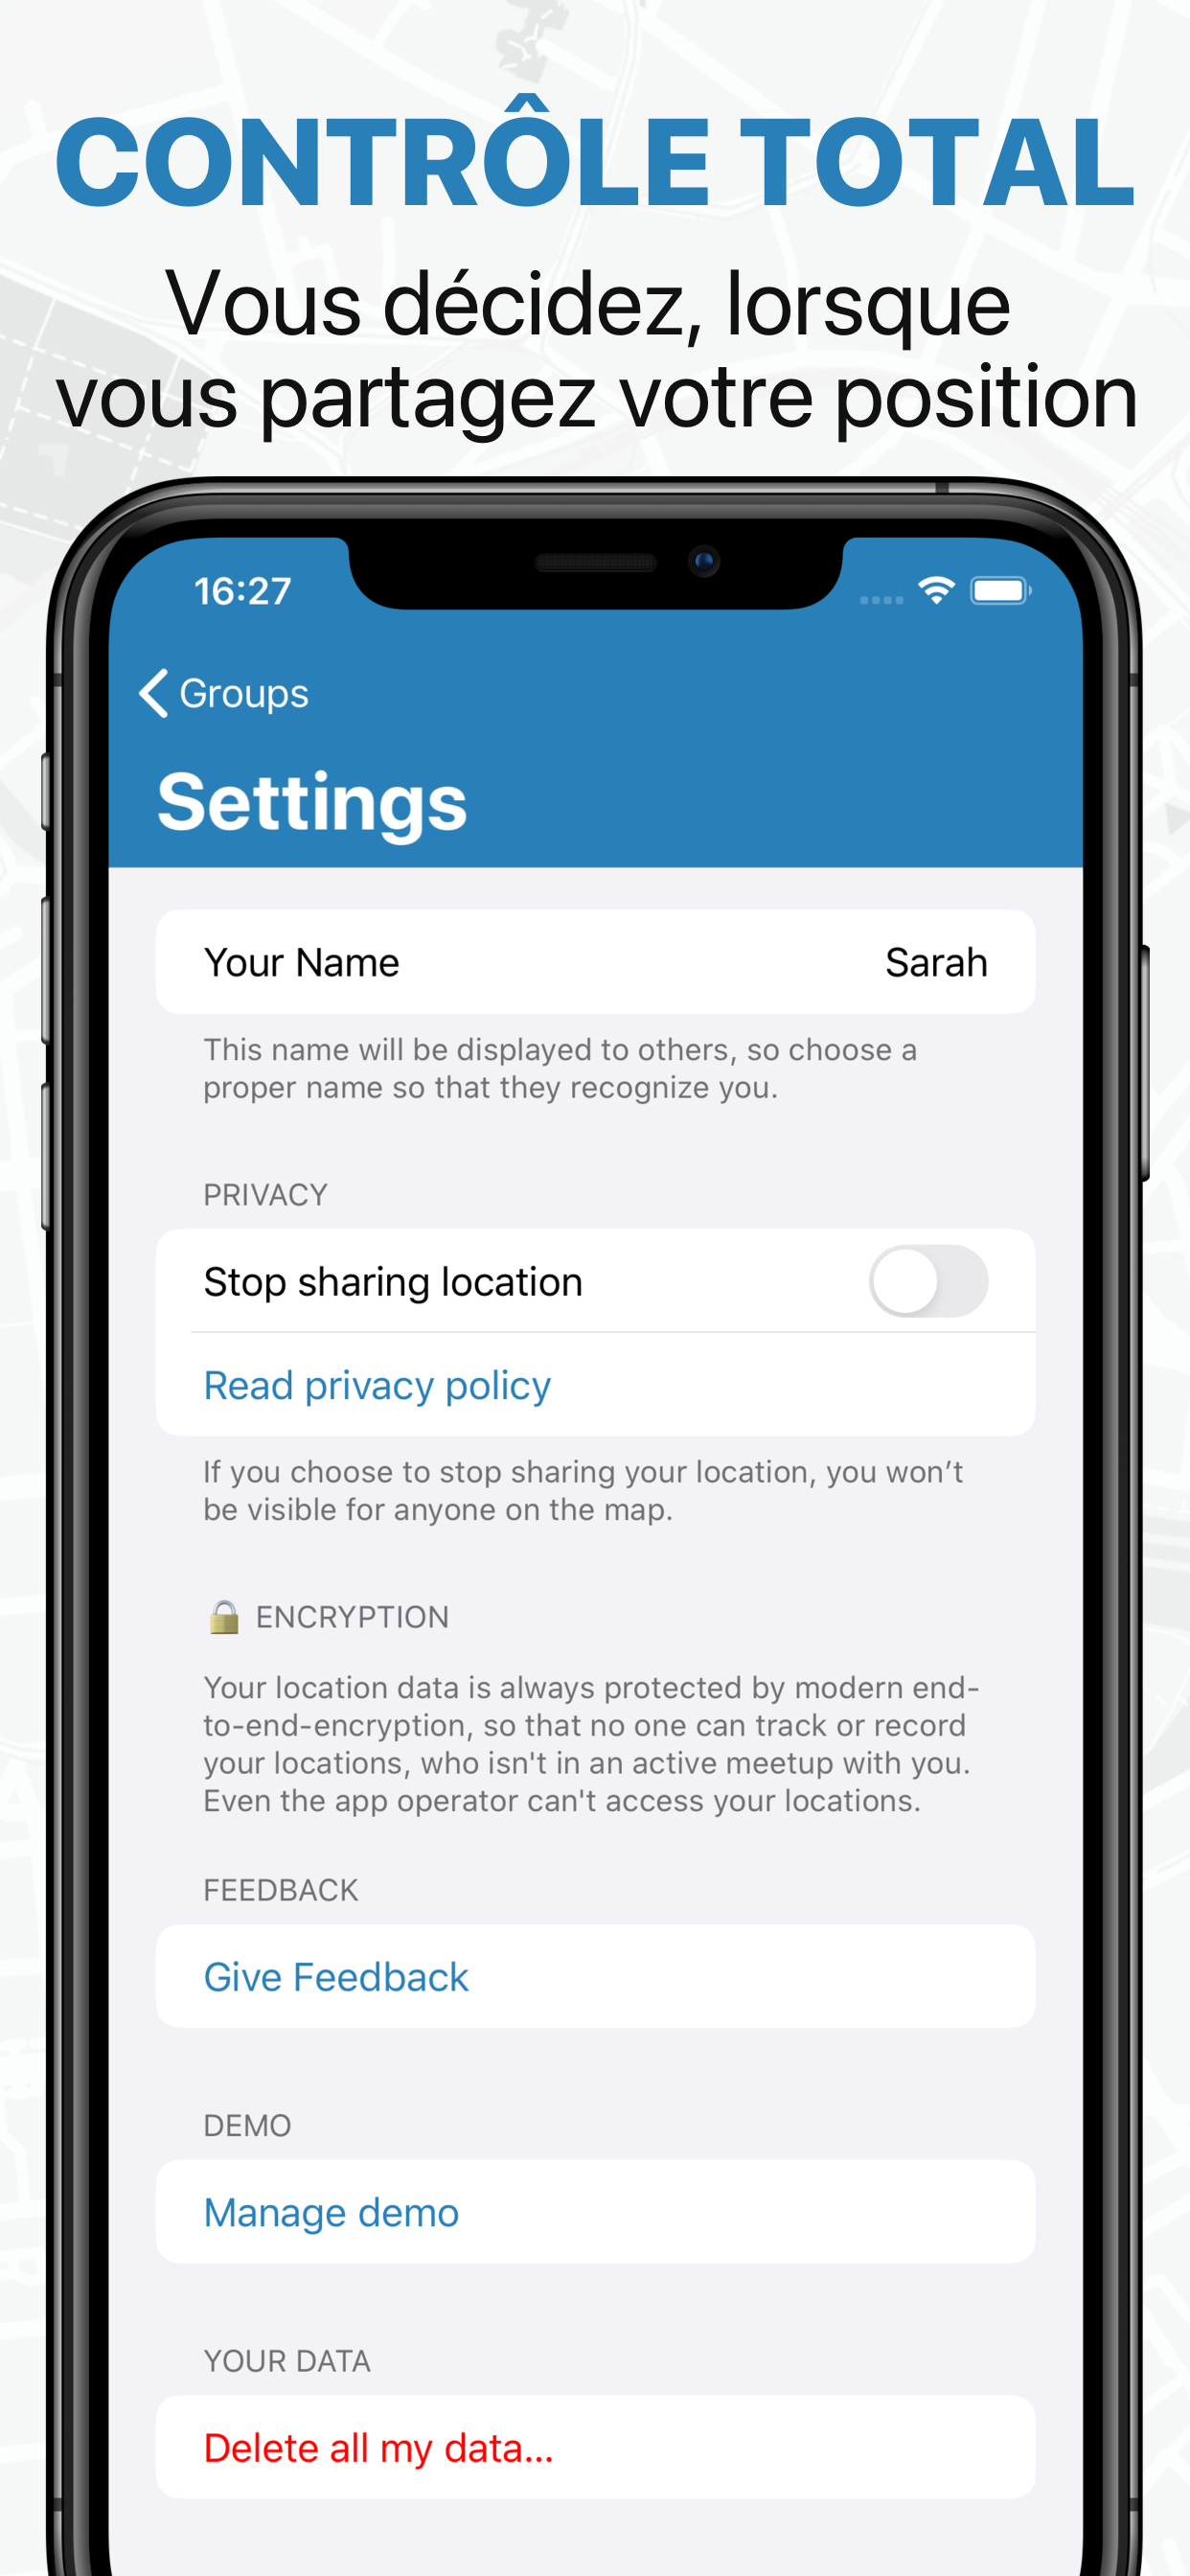 CONTRÔLE TOTAL
Vous décidez, lorsque
vous partagez votre position
16:27
Groups
Settings
Your Name
Sarah
This name will be displayed to others, so choose a
proper name so that they recognize you.
PRIVACY
Stop sharing location
Read privacy policy
If you choose to stop sharing your location, you won’t
be visible for anyone on the map.
🔒 ENCRYPTION
Your location data is always protected by modern end-
to-end-encryption, so that no one can track or record
your locations, who isn't in an active meetup with you.
Even the app operator can't access your locations.
FEEDBACK
Give Feedback
DEMO
Manage demo
YOUR DATA
Delete all my data...